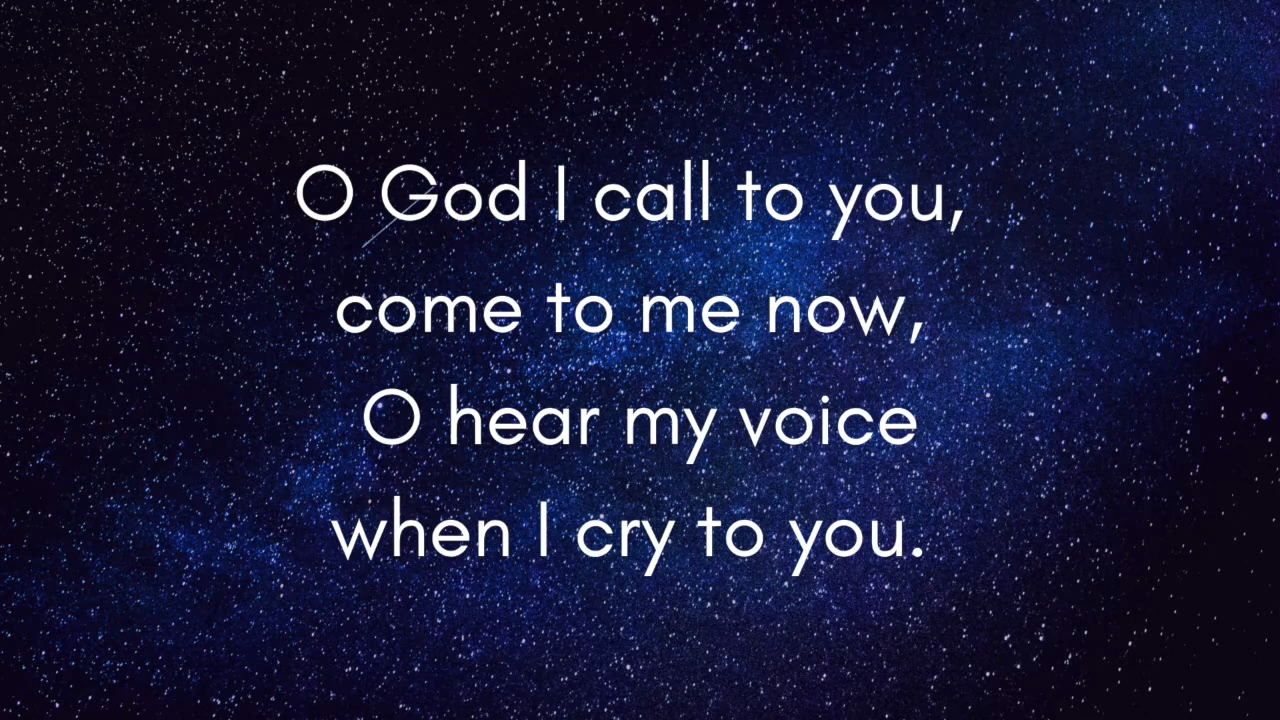 O God I call to you,
come to me now,
O hear my voice
when I cry to you.